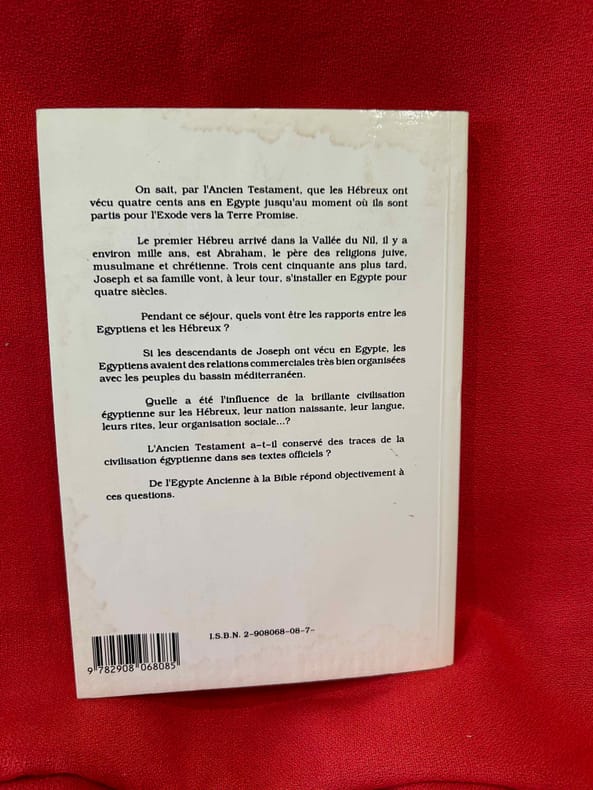 On sait, par l'Ancien Testament, que les Hébreux ont
vécu quatre cents ans en Egypte jusqu'au moment où ils sont
partis pour l'Exode vers la Terre Promise.
Le premier Hébreu arrivé dans la Vallée du Nil, il y a
environ mille ans, est Abraham, le père des religions juive,
musulmane et chrétienne. Trois cent cinquante ans plus tard,
Joseph et sa famille vont, à leur tour, s'installer en Egypte pour
quatre siècles.
Pendant ce séjour, quels vont être les rapports entre les
Egyptiens et les Hébreux ?
Si les descendants de Joseph ont vécu en Egypte, les
Egyptiens avaient des relations commerciales très bien organisées
avec les peuples du bassin méditerranéen.
Quelle a été l'influence de la brillante civilisation
égyptienne sur les Hébreux, leur nation naissante, leur langue,
leurs rites, leur organisation sociale...?
L'Ancien Testament a-t-il conservé des traces de la
civilisation égyptienne dans ses textes officiels ?
De l'Egypte Ancienne à la Bible répond objectivement à
ces questions.
I.S.B.N. 2-908068-08-7-
9 782908 068085